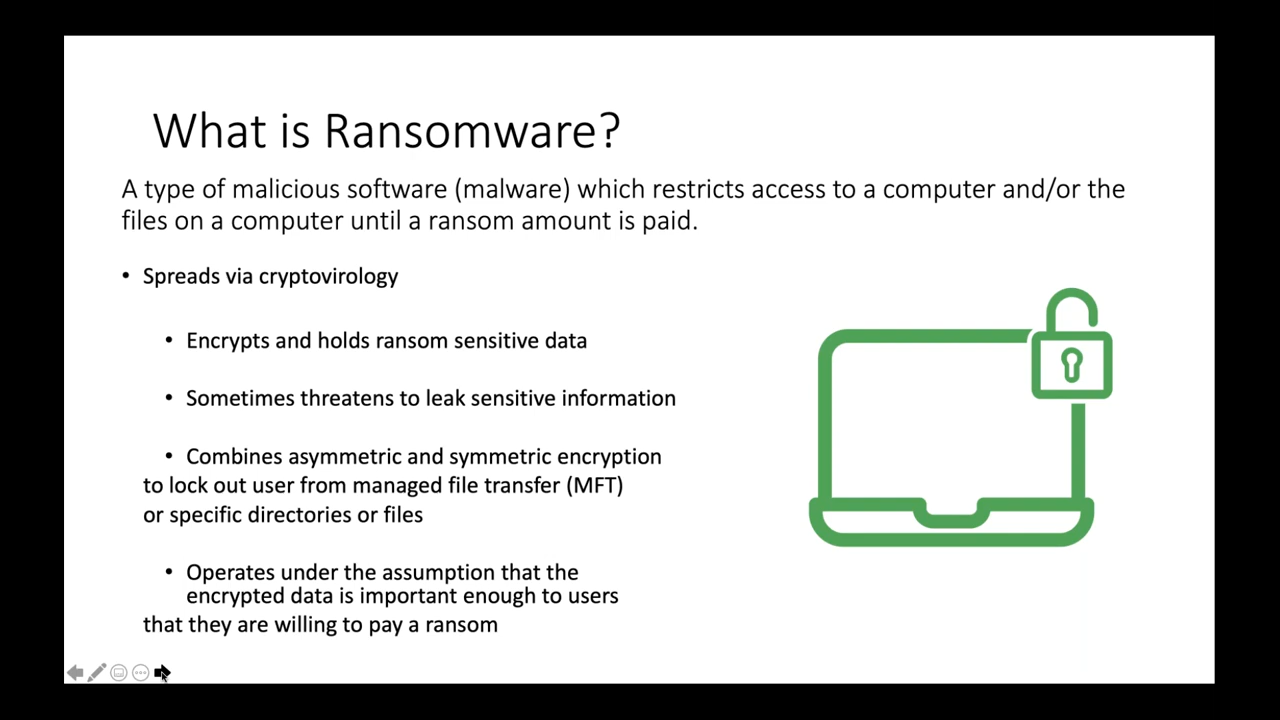 What is Ransomware?
A type of malicious software (malware) which restricts access to a computer and/or the
files on a computer until a ransom amount is paid.
• Spreads via cryptovirology
• Encrypts and holds ransom sensitive data
• Sometimes threatens to leak sensitive information
• Combines asymmetric and symmetric encryption
to lock out user from managed file transfer (MFT)
or specific directories or files
• Operates under the assumption that the
encrypted data is important enough to users
that they are willing to pay a ransom